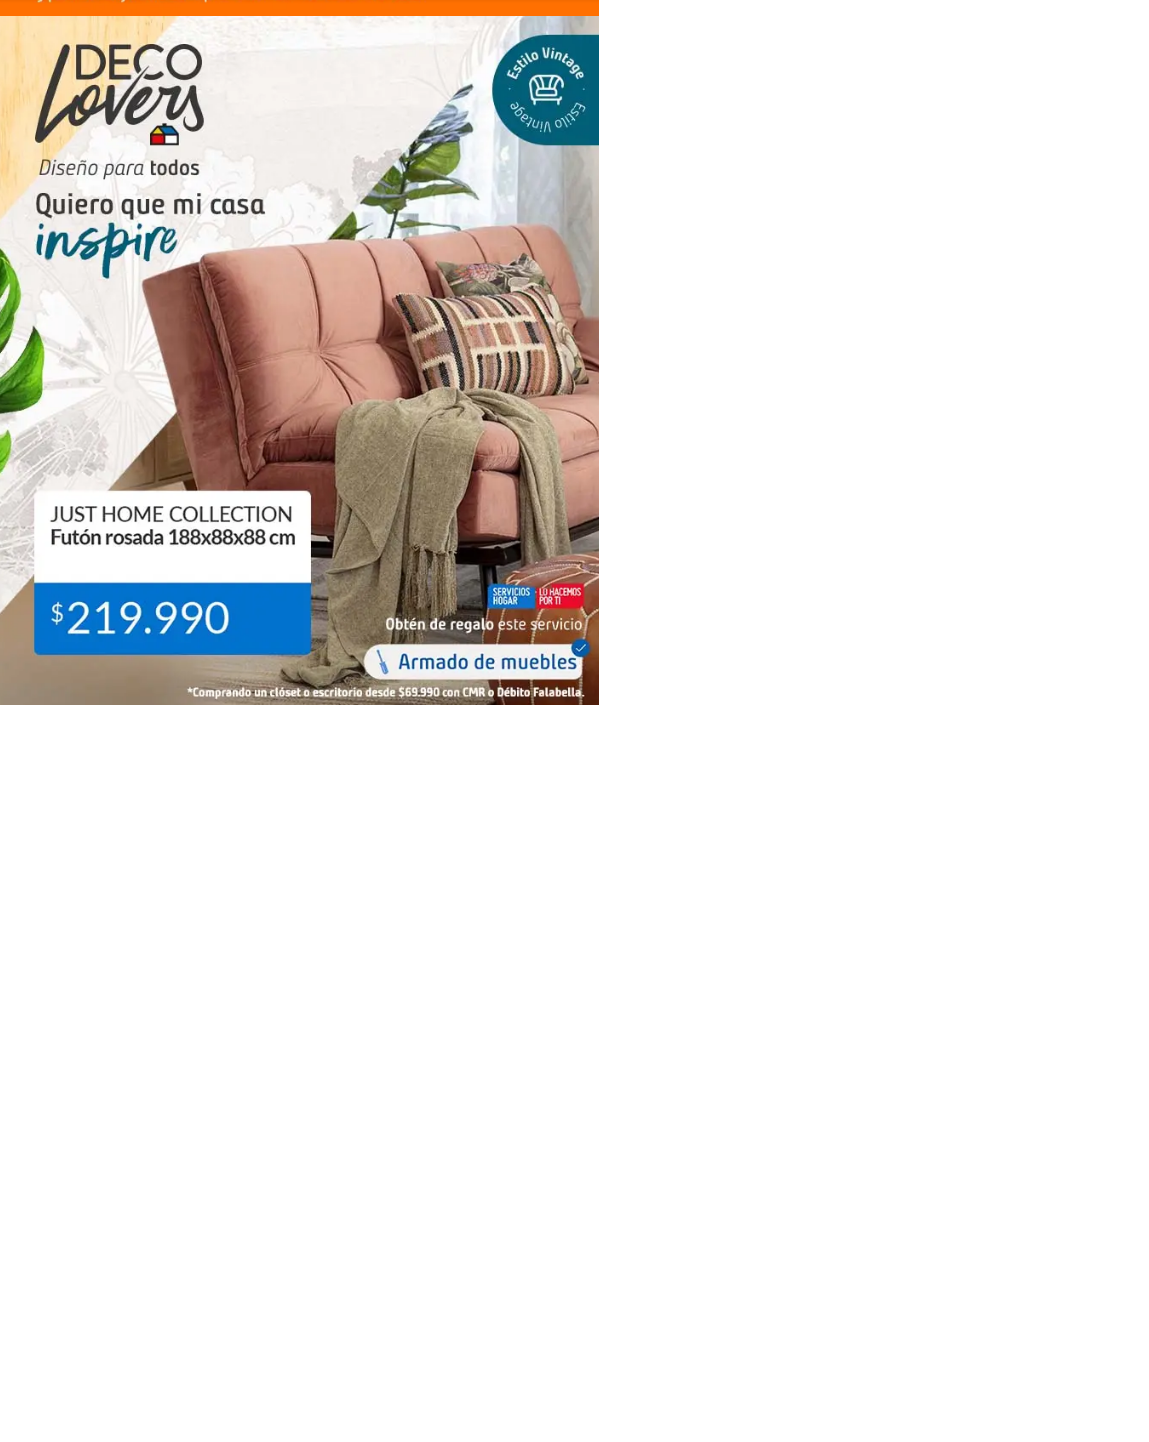 DECO
Lovers
Diseño para todos
Quiero que mi casa
inspire
Estilo Vintage
Estilo Vintage
JUST HOME COLLECTION
Futón rosada 188x88x88 cm
$219.990
SERVICIOS HOGAR
LO HACEMOS POR TI
Obtén de regalo este servicio
Armado de muebles
*Comprando un clóset o escritorio desde $69.990 con CMR o Débito Falabella.